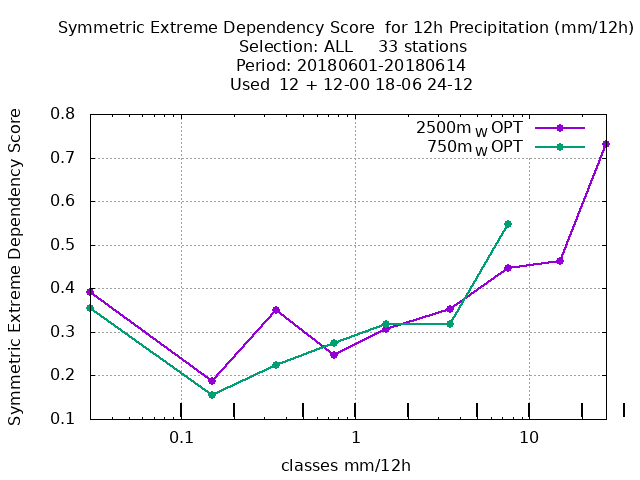 Symmetric Extreme Dependency Score  for 12h Precipitation (mm/12h)
Selection: ALL     33 stations
Period: 20180601-20180614
Used  12 + 12-00 18-06 24-12
Symmetric Extreme Dependency Score
0.8
0.7
0.6
0.5
0.4
0.3
0.2
0.1
2500m W OPT
750m W OPT
0.1 1 10
classes mm/12h